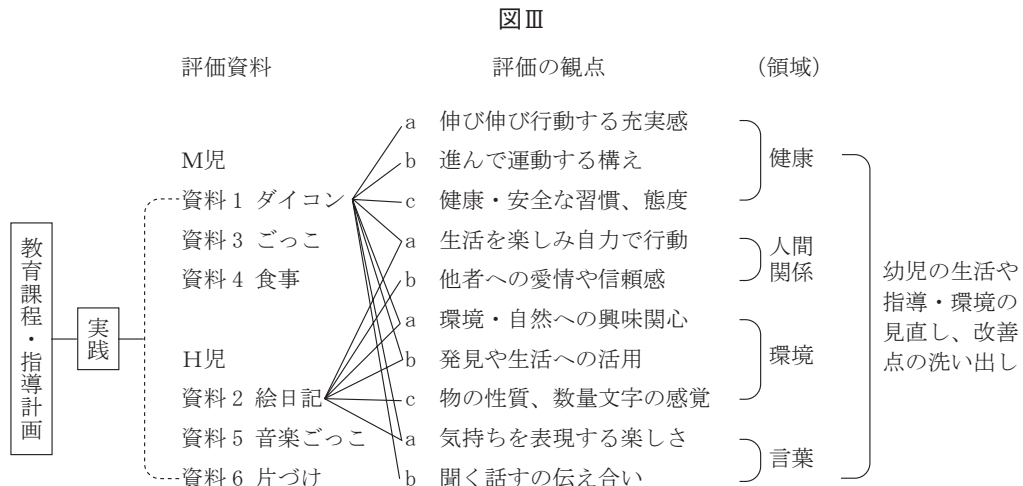 図Ⅲ
評価資料 評価の観点 （領域）
a 伸び伸び行動する充実感
M児 b 進んで運動する構え 健康
資料1 ダイコン c 健康・安全な習慣、態度
資料3 ごっこ a 生活を楽しみ自力で行動 人間
資料4 食事 b 他者への愛情や信頼感 関係
a 環境・自然への興味関心
H児 b 発見や生活への活用 環境
資料2 絵日記 c 物の性質、数量文字の感覚
資料5 音楽ごっこ a 気持ちを表現する楽しさ
資料6 片づけ b 聞く話すの伝え合い 言葉
教育課程・指導計画
実践
幼児の生活や
指導・環境の
見直し、改善
点の洗い出し